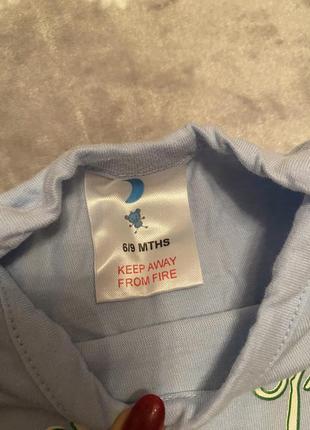 6/9 MTHS
KEEP AWAY
FROM FIRE